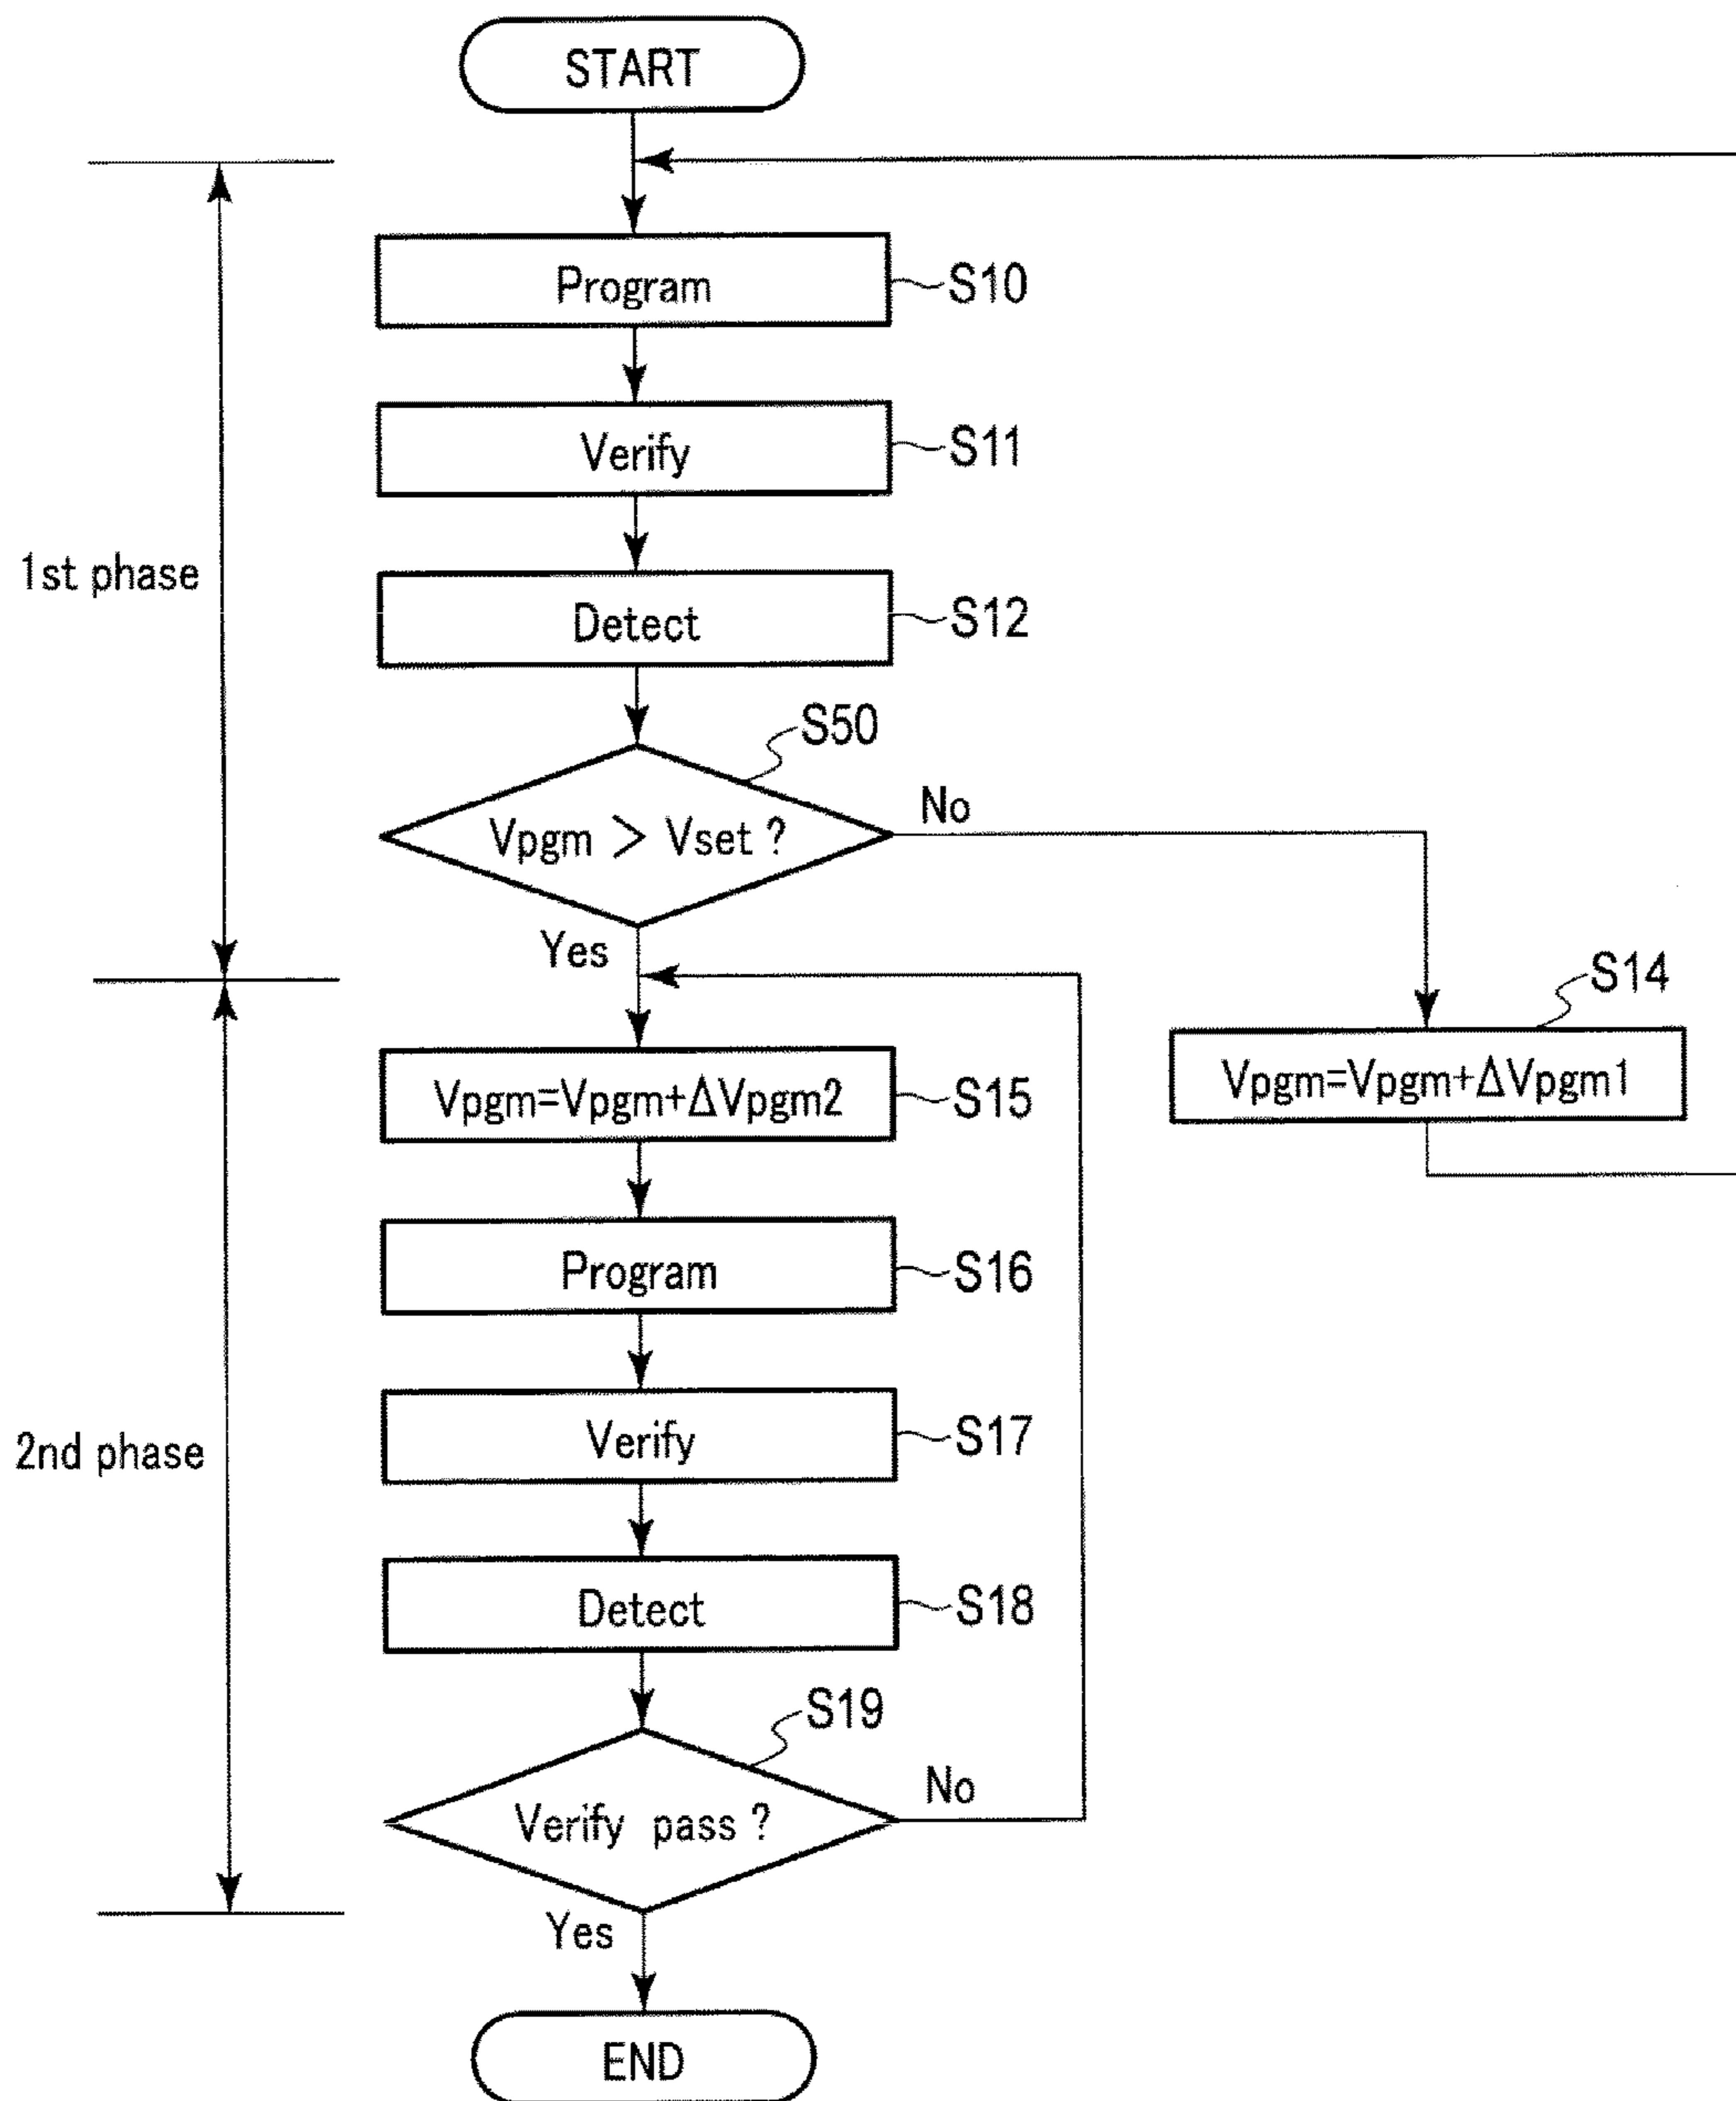 START
Program
S10
Verify
S11
1st phase
Detect
S12
S50
Vpgm > Vset ?
No
Yes
S14
Vpgm=Vpgm+ΔVpgm1
Vpgm=Vpgm+ΔVpgm2
S15
Program
S16
2nd phase
Verify
S17
Detect
S18
S19
Verify pass ?
No
Yes
END